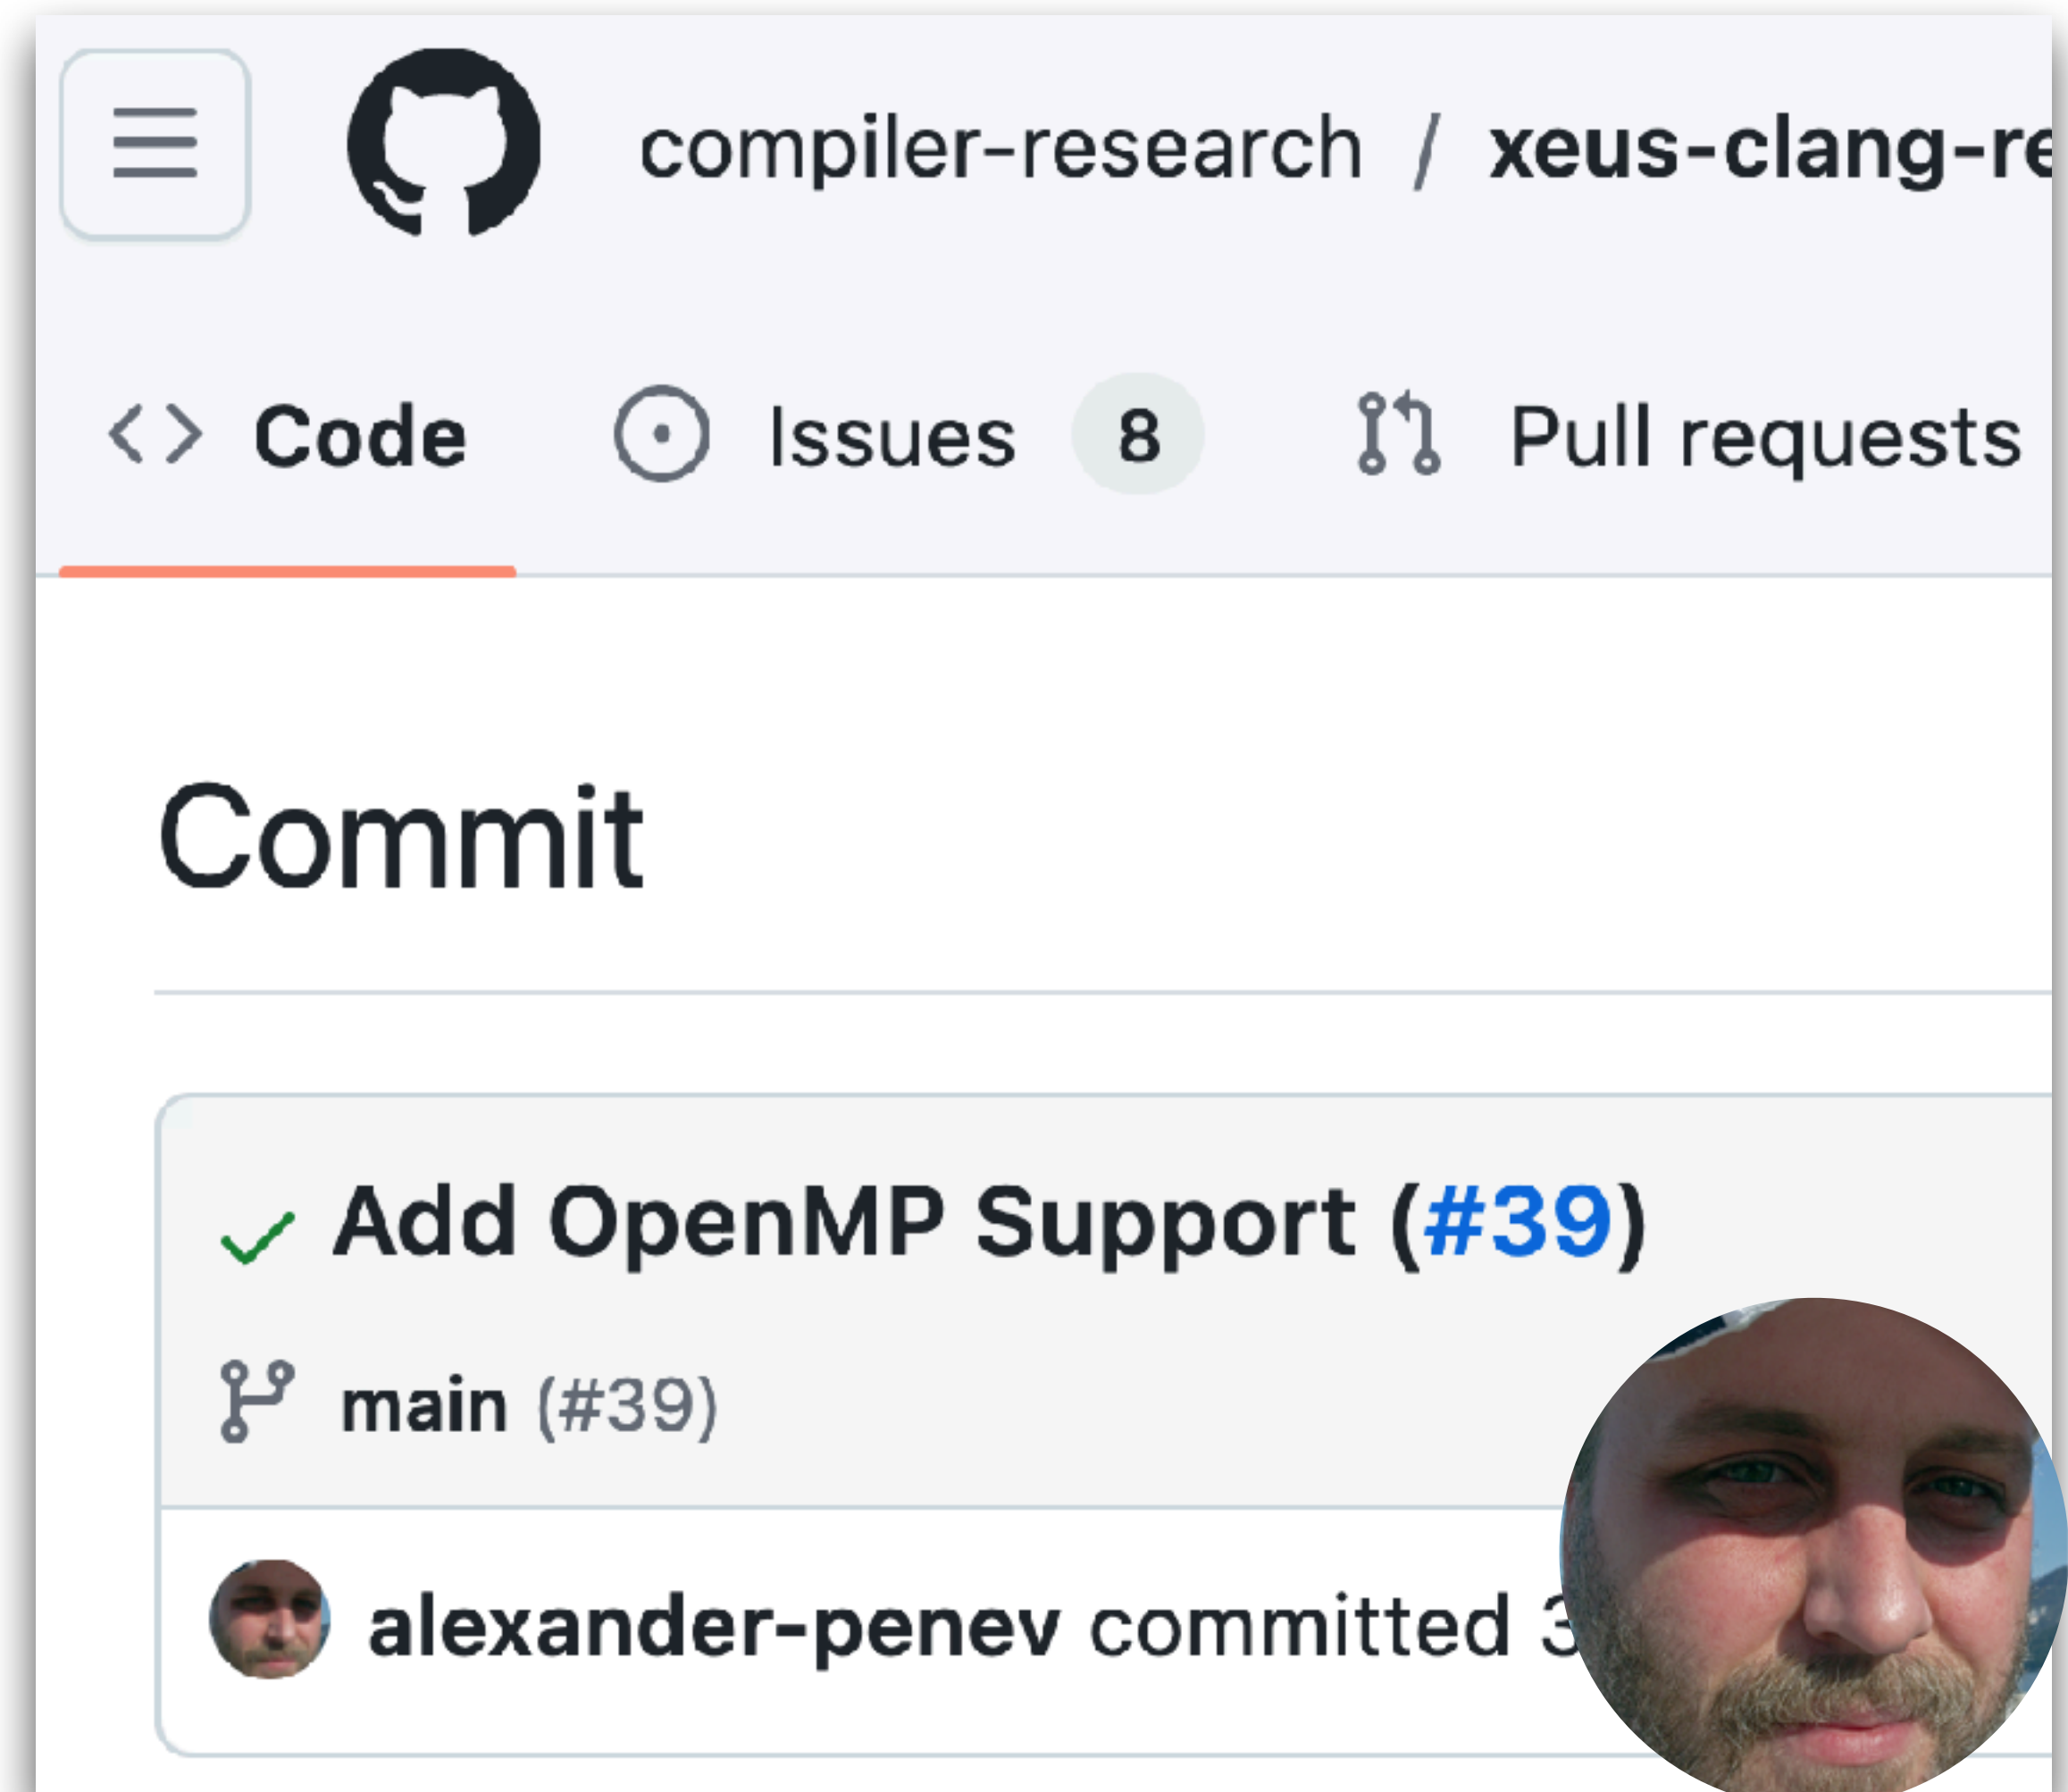 compiler-research / xeus-clang-re
Code Issues 8 Pull requests
Commit
Add OpenMP Support (#39)
main (#39)
alexander-penev committed 3